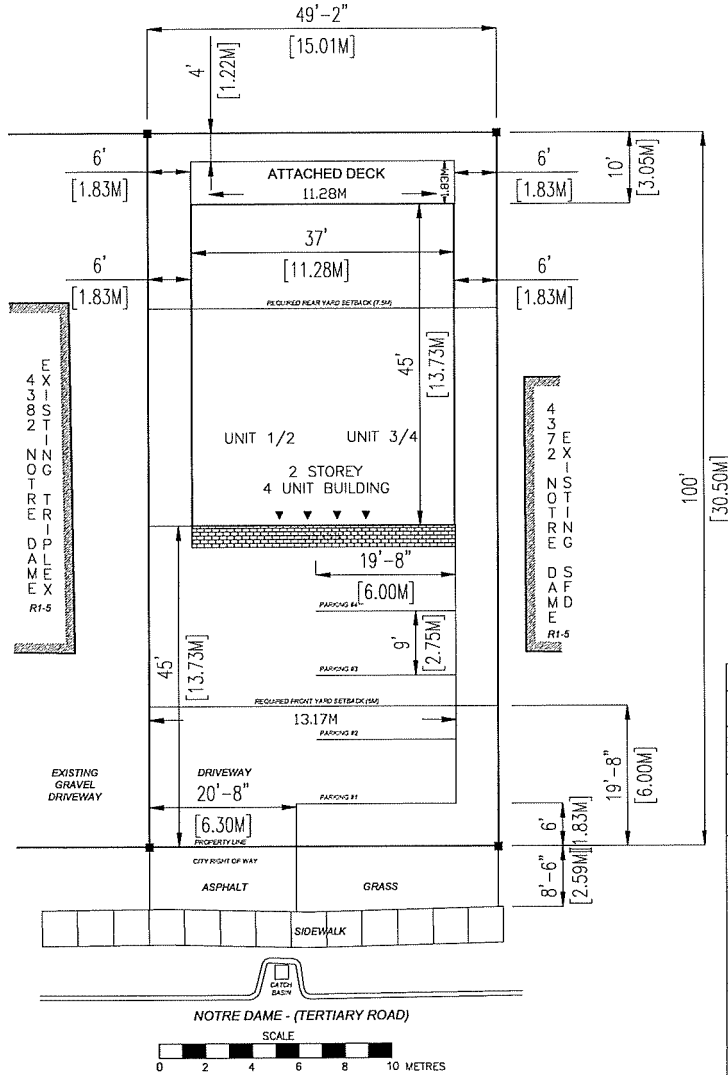 49'-2"
[15.01M]
4'
[1.22M]
6'
[1.83M]
ATTACHED DECK
11.28M
1.83M
6'
[1.83M]
10'
[3.05M]
37'
[11.28M]
6'
[1.83M]
6'
[1.83M]
REQUIRED REAR YARD SETBACK (7.5M)
45'
[13.73M]
EXISTING TRIPLEX
4382 NOTRE DAME
R1-5
UNIT 1/2 UNIT 3/4
2 STOREY
4 UNIT BUILDING
EXISTING SFD
4372 NOTRE DAME
R1-5
100'
[30.50M]
19'-8"
[6.00M]
PARKING #4
9'
[2.75M]
PARKING #3
45'
[13.73M]
REQUIRED FRONT YARD SETBACK (6M)
13.17M
PARKING #2
19'-8"
[6.00M]
EXISTING
GRAVEL
DRIVEWAY
DRIVEWAY
20'-8"
[6.30M]
PARKING #1
6'
[1.83M]
PROPERTY LINE
CITY RIGHT OF WAY
8'-6"
[2.59M]
ASPHALT
GRASS
SIDEWALK
CATCH
BASIN
NOTRE DAME - (TERTIARY ROAD)
SCALE
0 2 4 6 8 10 METRES